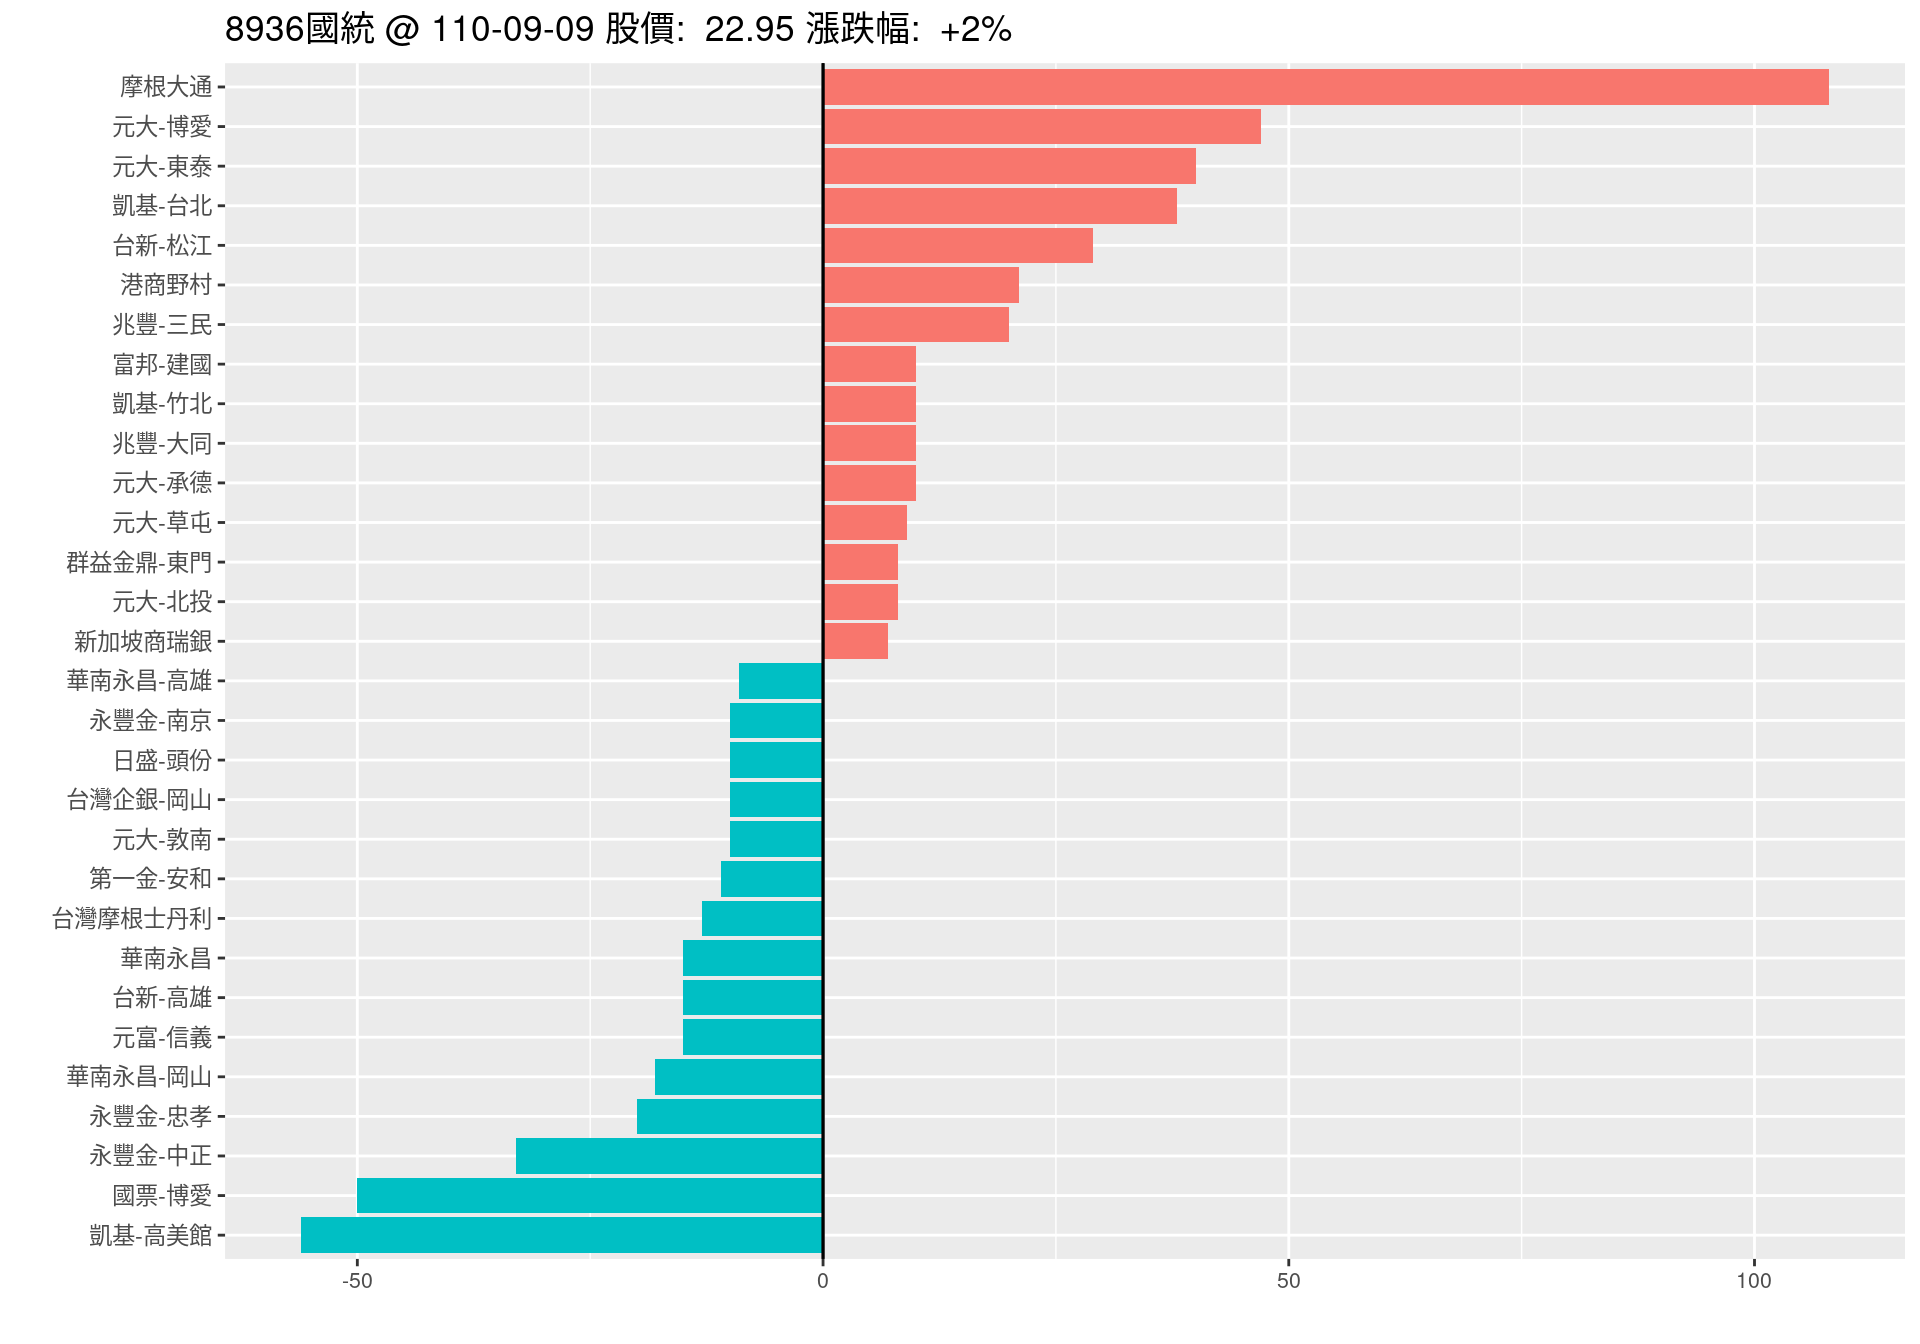 8936國統 @ 110-09-09 股價:  22.95 漲跌幅:  +2%
摩根大通
元大-博愛
元大-東泰
凱基-台北
台新-松江
港商野村
兆豐-三民
富邦-建國
凱基-竹北
兆豐-大同
元大-承德
元大-草屯
群益金鼎-東門
元大-北投
新加坡商瑞銀
華南永昌-高雄
永豐金-南京
日盛-頭份
台灣企銀-岡山
元大-敦南
第一金-安和
台灣摩根士丹利
華南永昌
台新-高雄
元富-信義
華南永昌-岡山
永豐金-忠孝
永豐金-中正
國票-博愛
凱基-高美館
-50 0 50 100